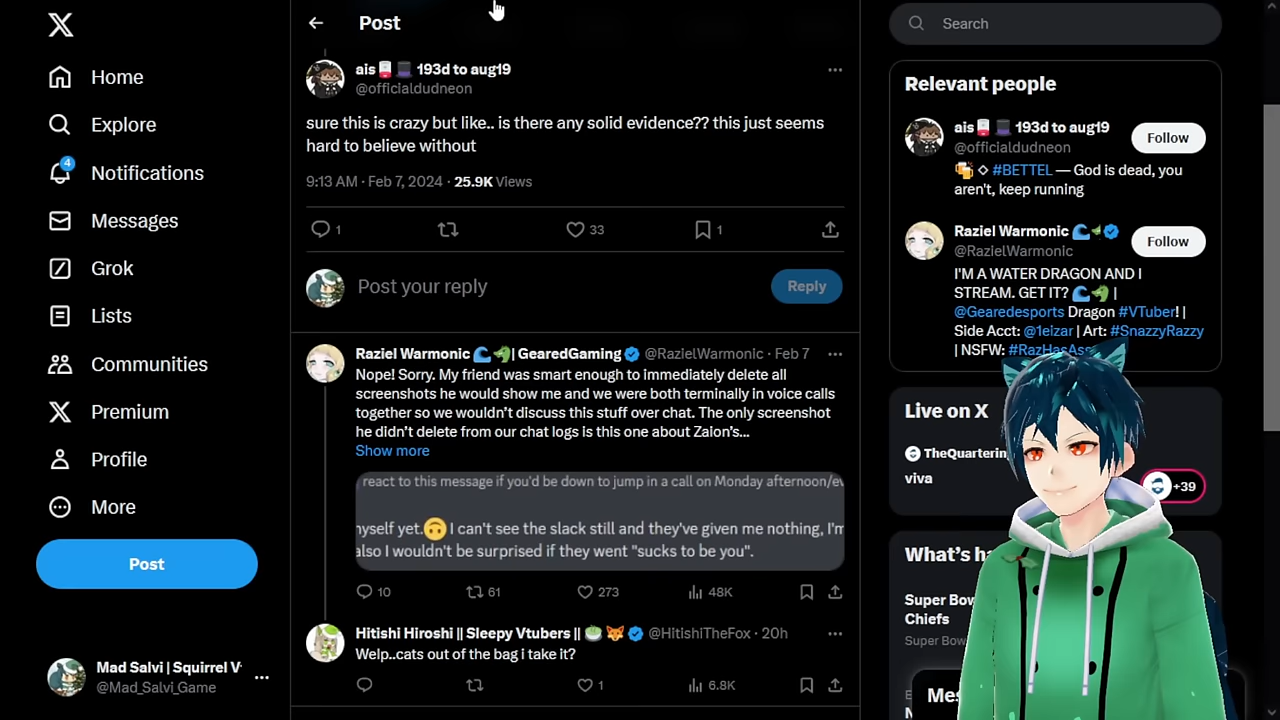 Home
Explore
4
Notifications
Messages
Grok
Lists
Communities
Premium
Profile
More
Post
Mad Salvi | Squirrel V
@Mad_Salvi_Game
Post
ais 193d to aug19
@officialdudneon
sure this is crazy but like.. is there any solid evidence?? this just seems
hard to believe without
9:13 AM · Feb 7, 2024 · 25.9K Views
1
33
1
Post your reply
Reply
Raziel Warmonic 🌊🐉| GearedGaming @RazielWarmonic · Feb 7
Nope! Sorry. My friend was smart enough to immediately delete all
screenshots he would show me and we were both terminally in voice calls
together so we wouldn't discuss this stuff over chat. The only screenshot
he didn't delete from our chat logs is this one about Zaion's...
Show more
react to this message if you'd be down to jump in a call on Monday afternoon/ev
nyself yet.🙃 I can't see the slack still and they've given me nothing, I'm
also I wouldn't be surprised if they went "sucks to be you".
10
61
273
48K
Hitishi Hiroshi || Sleepy Vtubers || 🍵 🦊 @HitishiTheFox · 20h
Welp..cats out of the bag i take it?
1
6.8K
Search
Relevant people
ais 193d to aug19
@officialdudneon
Follow
🍻 ◇ #BETTEL — God is dead, you
aren't, keep running
Raziel Warmonic 🌊🐉
@RazielWarmonic
Follow
I'M A WATER DRAGON AND I
STREAM. GET IT? 🌊🐉 |
@Gearedesports Dragon #VTuber! |
Side Acct: @1elzar | Art: #SnazzyRazzy
| NSFW: #RazHasAss
Live on X
TheQuarterin
viva
+39
What's ha
Super Bow
Chiefs
Super Bow
Mes